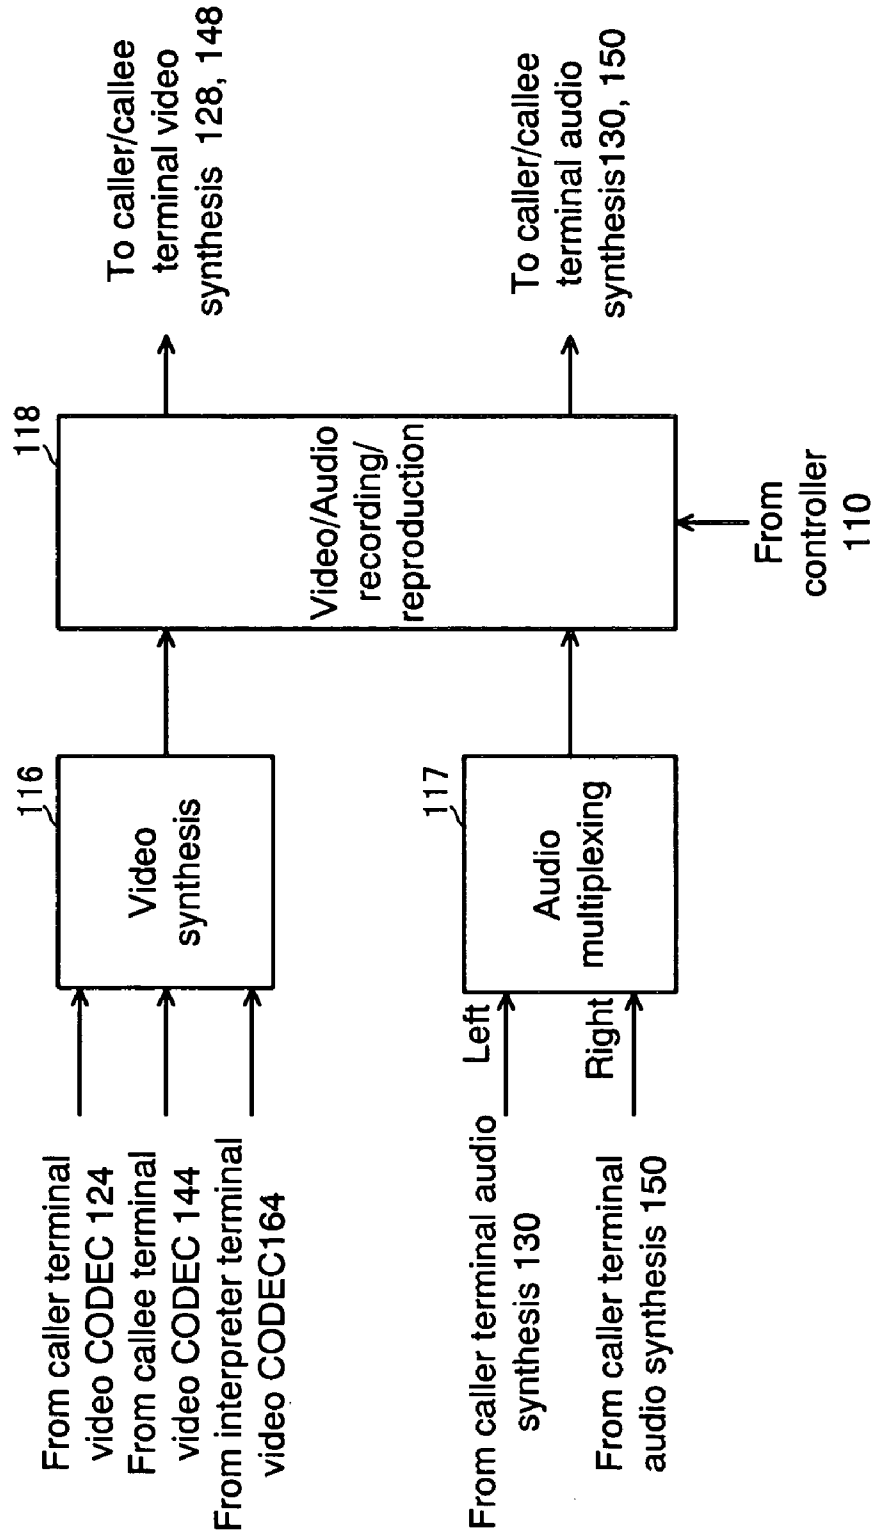 From caller terminal
video CODEC 124
From callee terminal
video CODEC 144
From interpreter terminal
video CODEC164
116
Video
synthesis
118
Video/Audio
recording/
reproduction
To caller/callee
terminal video
synthesis 128, 148
From caller terminal audio
synthesis 130
Left
From caller terminal
audio synthesis 150
Right
117
Audio
multiplexing
To caller/callee
terminal audio
synthesis130, 150
From
controller
110